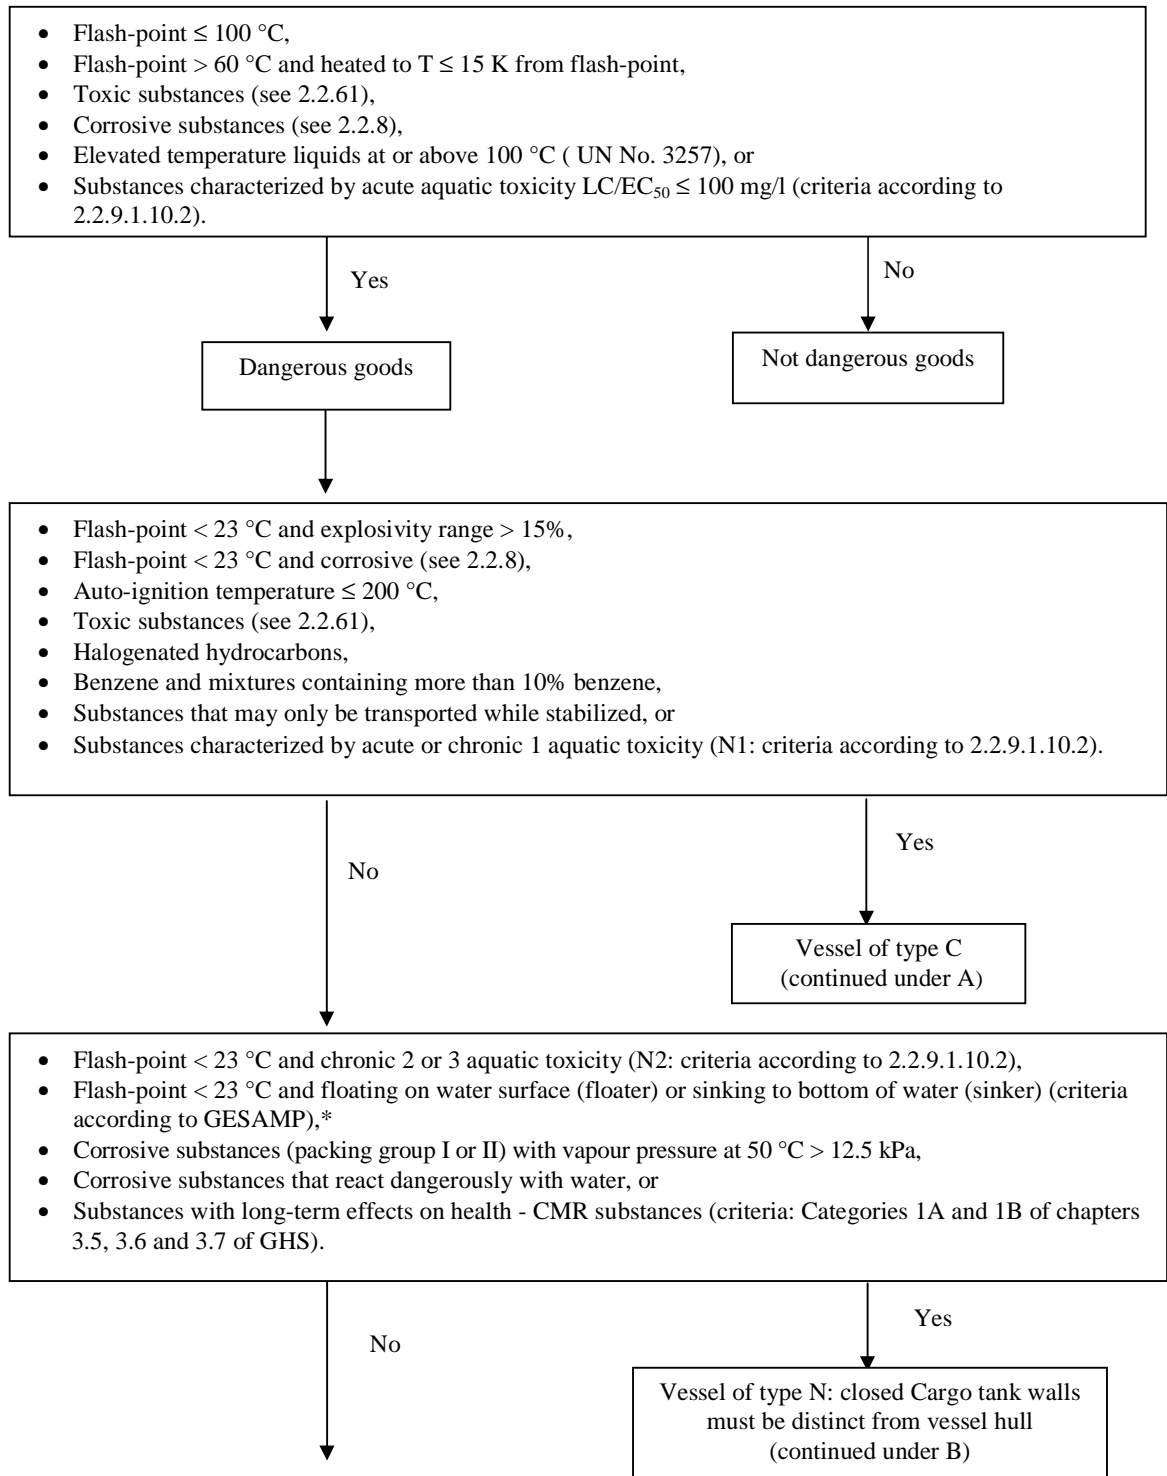 • Flash-point ≤ 100 °C,
• Flash-point > 60 °C and heated to T ≤ 15 K from flash-point,
• Toxic substances (see 2.2.61),
• Corrosive substances (see 2.2.8),
• Elevated temperature liquids at or above 100 °C ( UN No. 3257), or
• Substances characterized by acute aquatic toxicity LC/EC50 ≤ 100 mg/l (criteria according to
2.2.9.1.10.2).
Yes
No
Dangerous goods
Not dangerous goods
• Flash-point < 23 °C and explosivity range > 15%,
• Flash-point < 23 °C and corrosive (see 2.2.8),
• Auto-ignition temperature ≤ 200 °C,
• Toxic substances (see 2.2.61),
• Halogenated hydrocarbons,
• Benzene and mixtures containing more than 10% benzene,
• Substances that may only be transported while stabilized, or
• Substances characterized by acute or chronic 1 aquatic toxicity (N1: criteria according to 2.2.9.1.10.2).
No
Yes
Vessel of type C
(continued under A)
• Flash-point < 23 °C and chronic 2 or 3 aquatic toxicity (N2: criteria according to 2.2.9.1.10.2),
• Flash-point < 23 °C and floating on water surface (floater) or sinking to bottom of water (sinker) (criteria
according to GESAMP),*
• Corrosive substances (packing group I or II) with vapour pressure at 50 °C > 12.5 kPa,
• Corrosive substances that react dangerously with water, or
• Substances with long-term effects on health - CMR substances (criteria: Categories 1A and 1B of chapters
3.5, 3.6 and 3.7 of GHS).
No
Yes
Vessel of type N: closed Cargo tank walls
must be distinct from vessel hull
(continued under B)